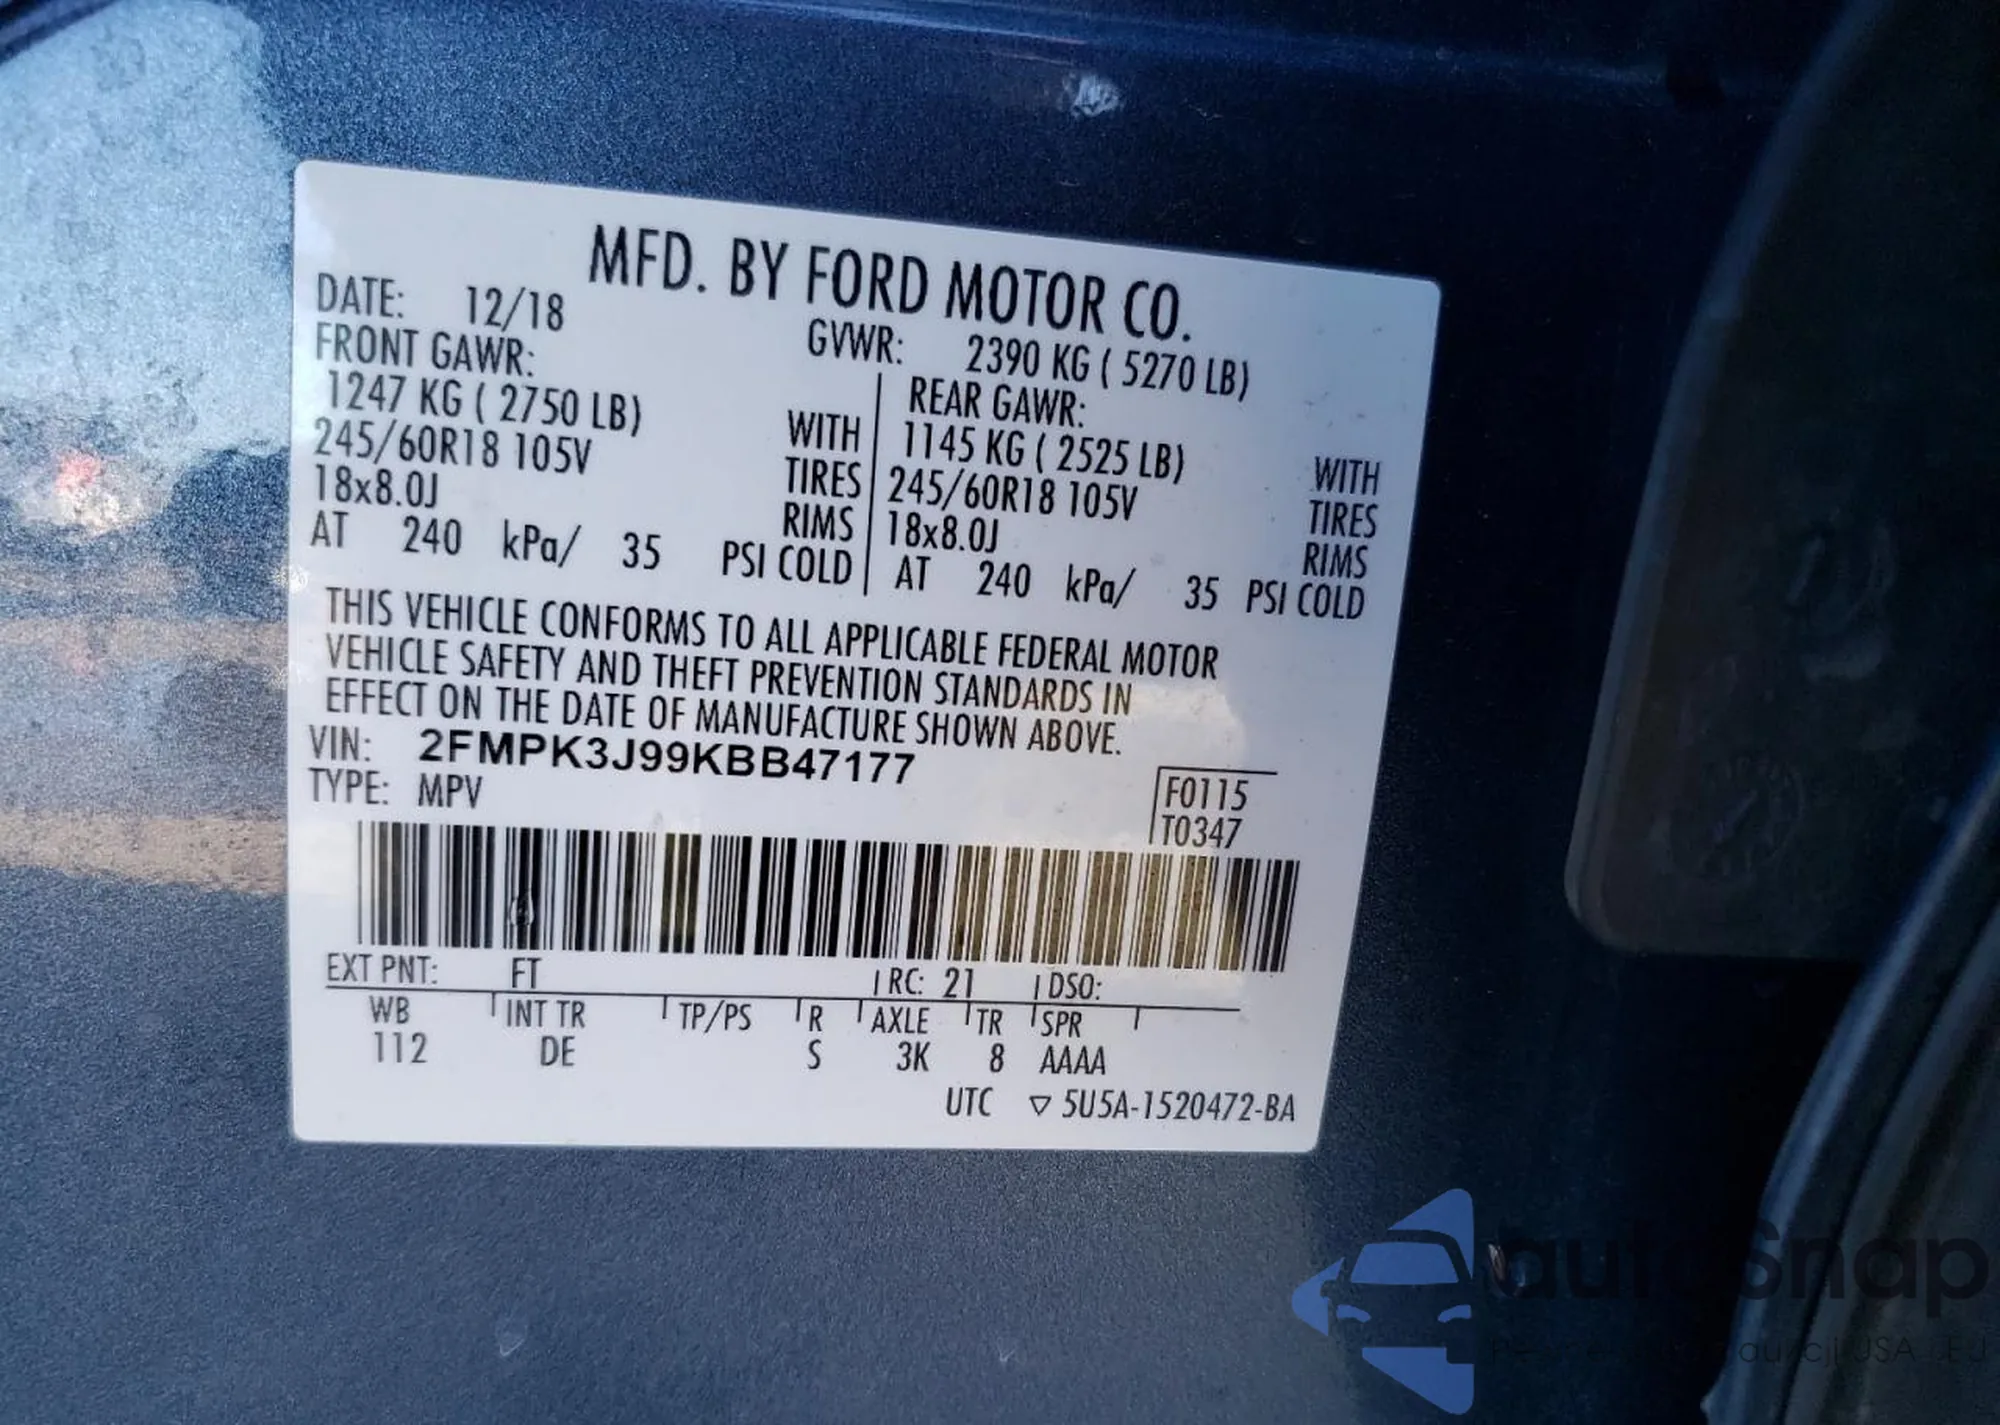 MFD. BY FORD MOTOR CO.
DATE: 12/18 GVWR: 2390 KG ( 5270 LB)
FRONT GAWR: REAR GAWR:
1247 KG ( 2750 LB) WITH 1145 KG ( 2525 LB) WITH
245/60R18 105V TIRES 245/60R18 105V TIRES
18x8.0J RIMS 18x8.0J RIMS
AT 240 kPa/ 35 PSI COLD AT 240 kPa/ 35 PSI COLD
THIS VEHICLE CONFORMS TO ALL APPLICABLE FEDERAL MOTOR
VEHICLE SAFETY AND THEFT PREVENTION STANDARDS IN
EFFECT ON THE DATE OF MANUFACTURE SHOWN ABOVE.
VIN: 2FMPK3J99KBB47177
TYPE: MPV
F0115
T0347
EXT PNT: FT RC: 21 DSO:
WB INT TR TP/PS R AXLE TR SPR
112 DE S 3K 8 AAAA
UTC ▽ 5U5A-1520472-BA
autoSnap
USA